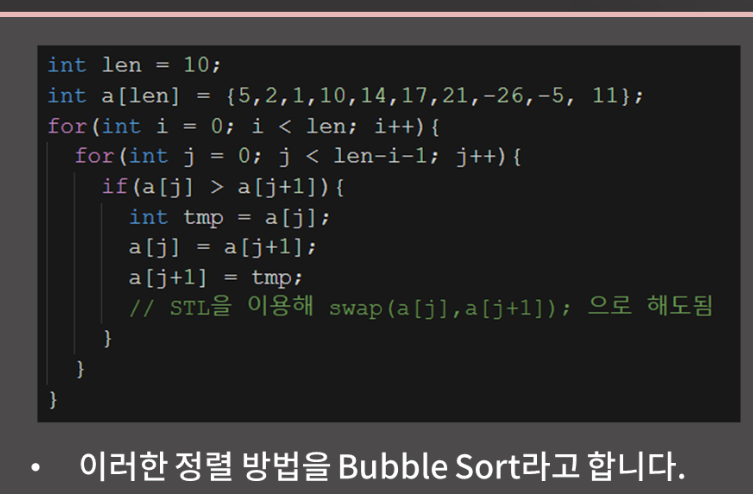 int len = 10;
int a[len] = {5,2,1,10,14,17,21,-26,-5, 11};
for(int i = 0; i < len; i++){
for(int j = 0; j < len-i-1; j++){
if(a[j] > a[j+1]){
int tmp = a[j];
a[j] = a[j+1];
a[j+1] = tmp;
// STL을 이용해 swap(a[j],a[j+1]); 으로 해도됨
}
}
}
• 이러한 정렬 방법을 Bubble Sort라고 합니다.